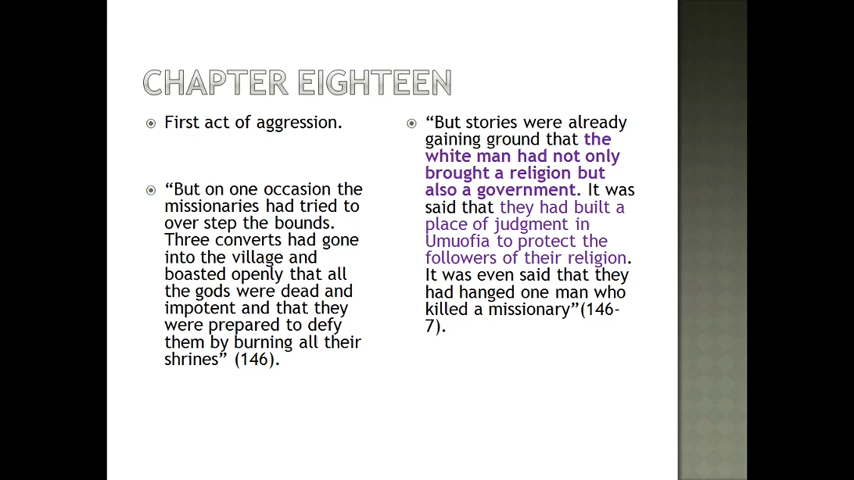 CHAPTER EIGHTEEN
First act of aggression.
“But on one occasion the
missionaries had tried to
over step the bounds.
Three converts had gone
into the village and
boasted openly that all
the gods were dead and
impotent and that they
were prepared to defy
them by burning all their
shrines” (146).
“But stories were already
gaining ground that the
white man had not only
brought a religion but
also a government. It was
said that they had built a
place of judgment in
Umuofia to protect the
followers of their religion.
It was even said that they
had hanged one man who
killed a missionary”(146-
7).